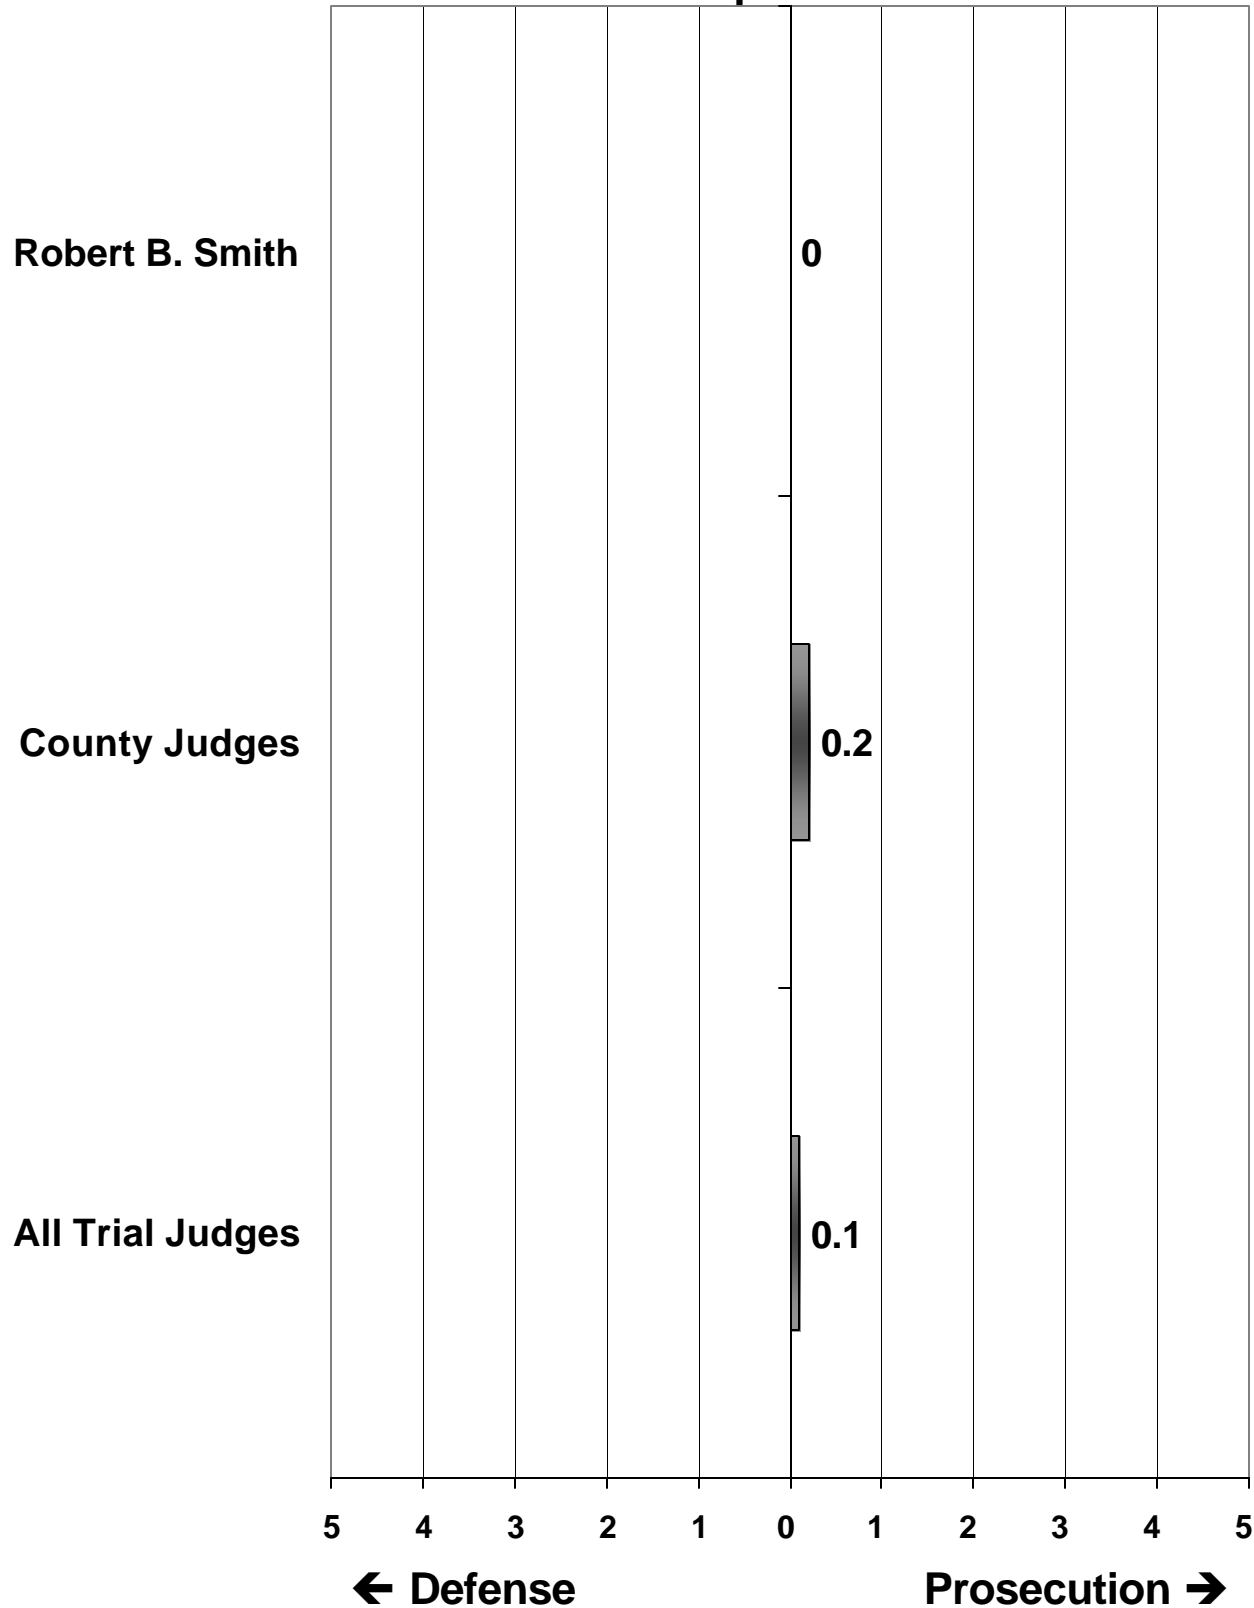 Robert B. Smith
0
County Judges
0.2
All Trial Judges
0.1
5 4 3 2 1 0 1 2 3 4 5
← Defense Prosecution →